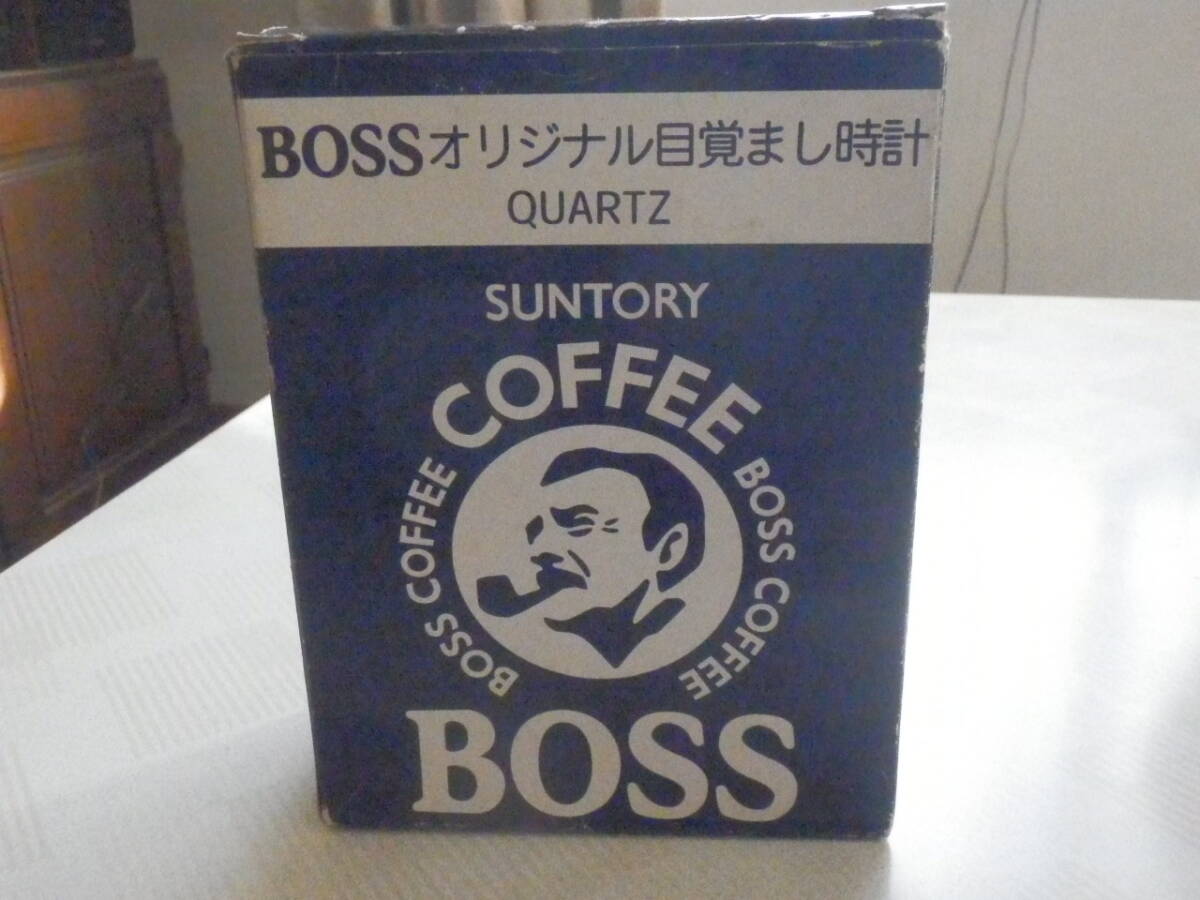 BOSSオリジナル目覚まし時計
QUARTZ
SUNTORY
COFFEE
BOSS COFFEE
BOSS COFFEE
BOSS